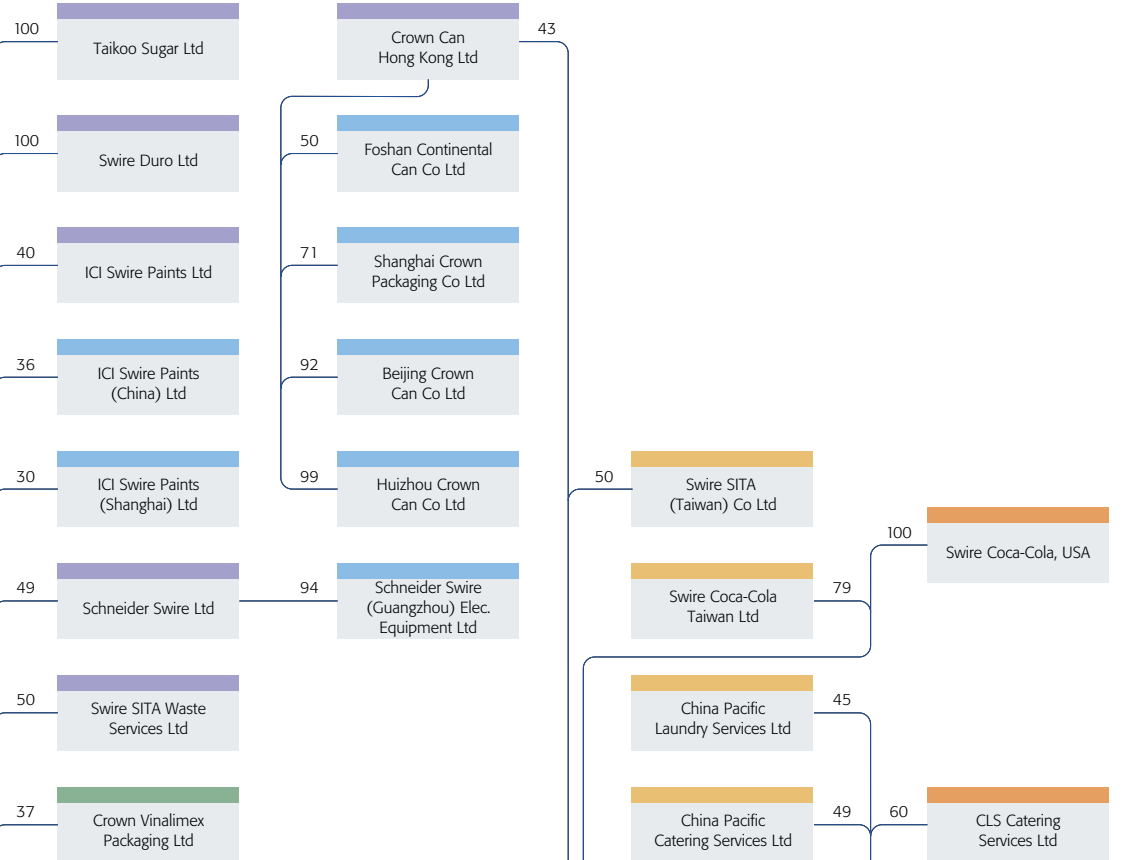 100
Taikoo Sugar Ltd
Crown Can
Hong Kong Ltd
43
100
Swire Duro Ltd
50
Foshan Continental
Can Co Ltd
40
ICI Swire Paints Ltd
71
Shanghai Crown
Packaging Co Ltd
36
ICI Swire Paints
(China) Ltd
92
Beijing Crown
Can Co Ltd
30
ICI Swire Paints
(Shanghai) Ltd
99
Huizhou Crown
Can Co Ltd
50
Swire SITA
(Taiwan) Co Ltd
100
Swire Coca-Cola, USA
49
Schneider Swire Ltd
94
Schneider Swire
(Guangzhou) Elec.
Equipment Ltd
Swire Coca-Cola
Taiwan Ltd
79
50
Swire SITA Waste
Services Ltd
China Pacific
Laundry Services Ltd
45
37
Crown Vinalimex
Packaging Ltd
China Pacific
Catering Services Ltd
49
60
CLS Catering
Services Ltd